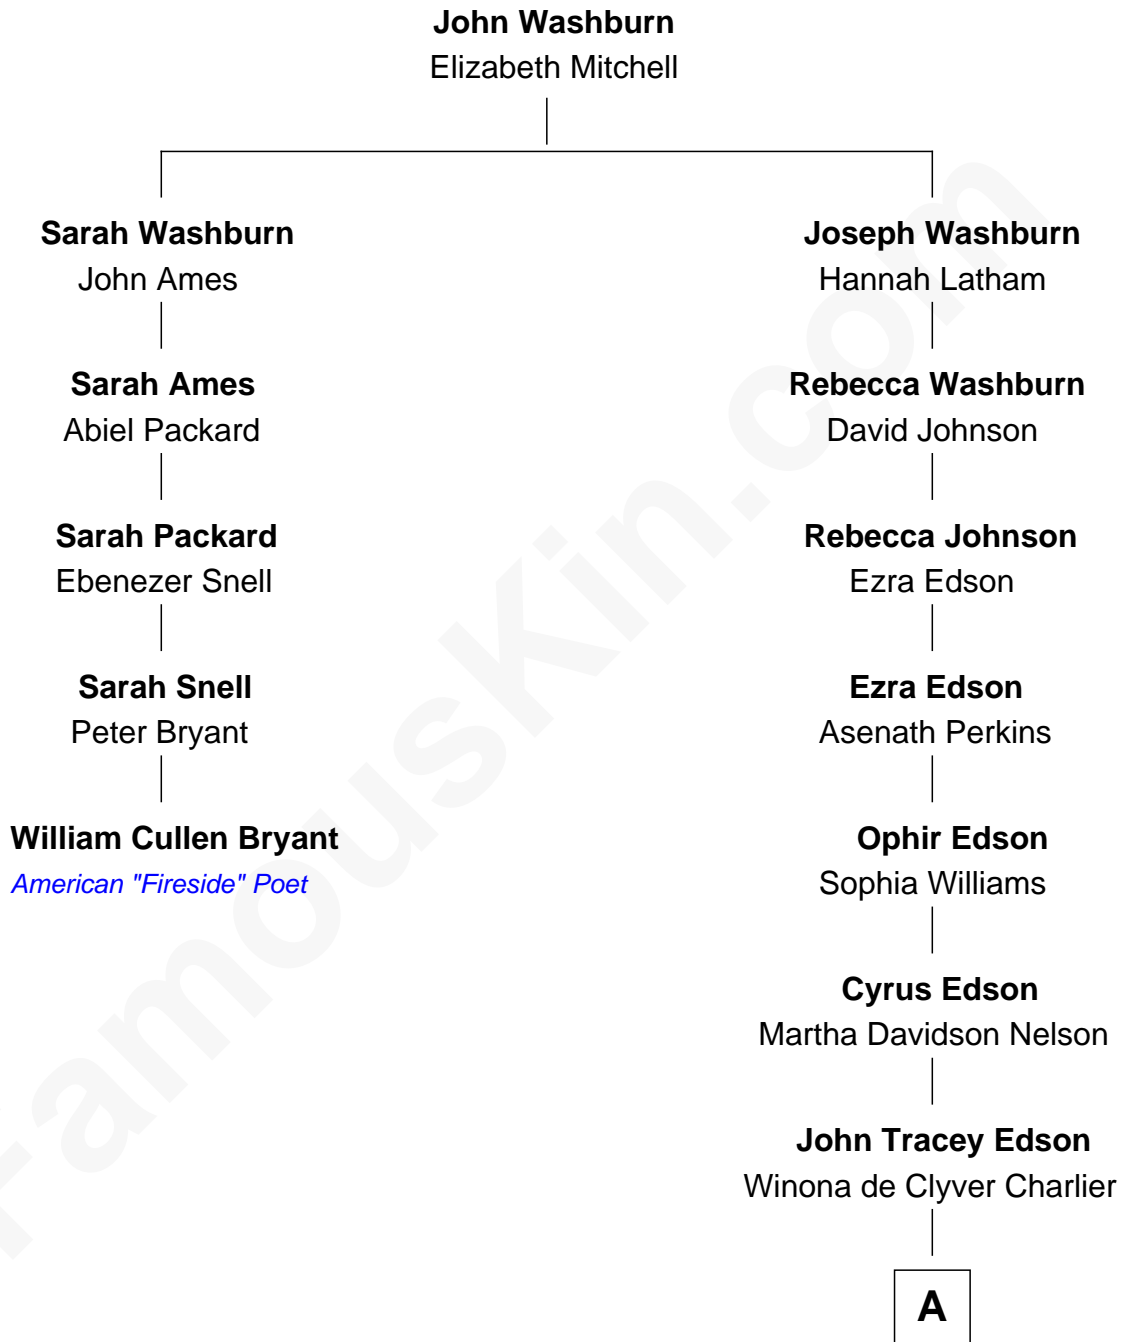 John Washburn
Elizabeth Mitchell
Sarah Washburn
John Ames
Joseph Washburn
Hannah Latham
Sarah Ames
Abiel Packard
Rebecca Washburn
David Johnson
Sarah Packard
Ebenezer Snell
Rebecca Johnson
Ezra Edson
Sarah Snell
Peter Bryant
Ezra Edson
Asenath Perkins
William Cullen Bryant
American "Fireside" Poet
Ophir Edson
Sophia Williams
Cyrus Edson
Martha Davidson Nelson
John Tracey Edson
Winona de Clyver Charlier
A
FamousKin.com